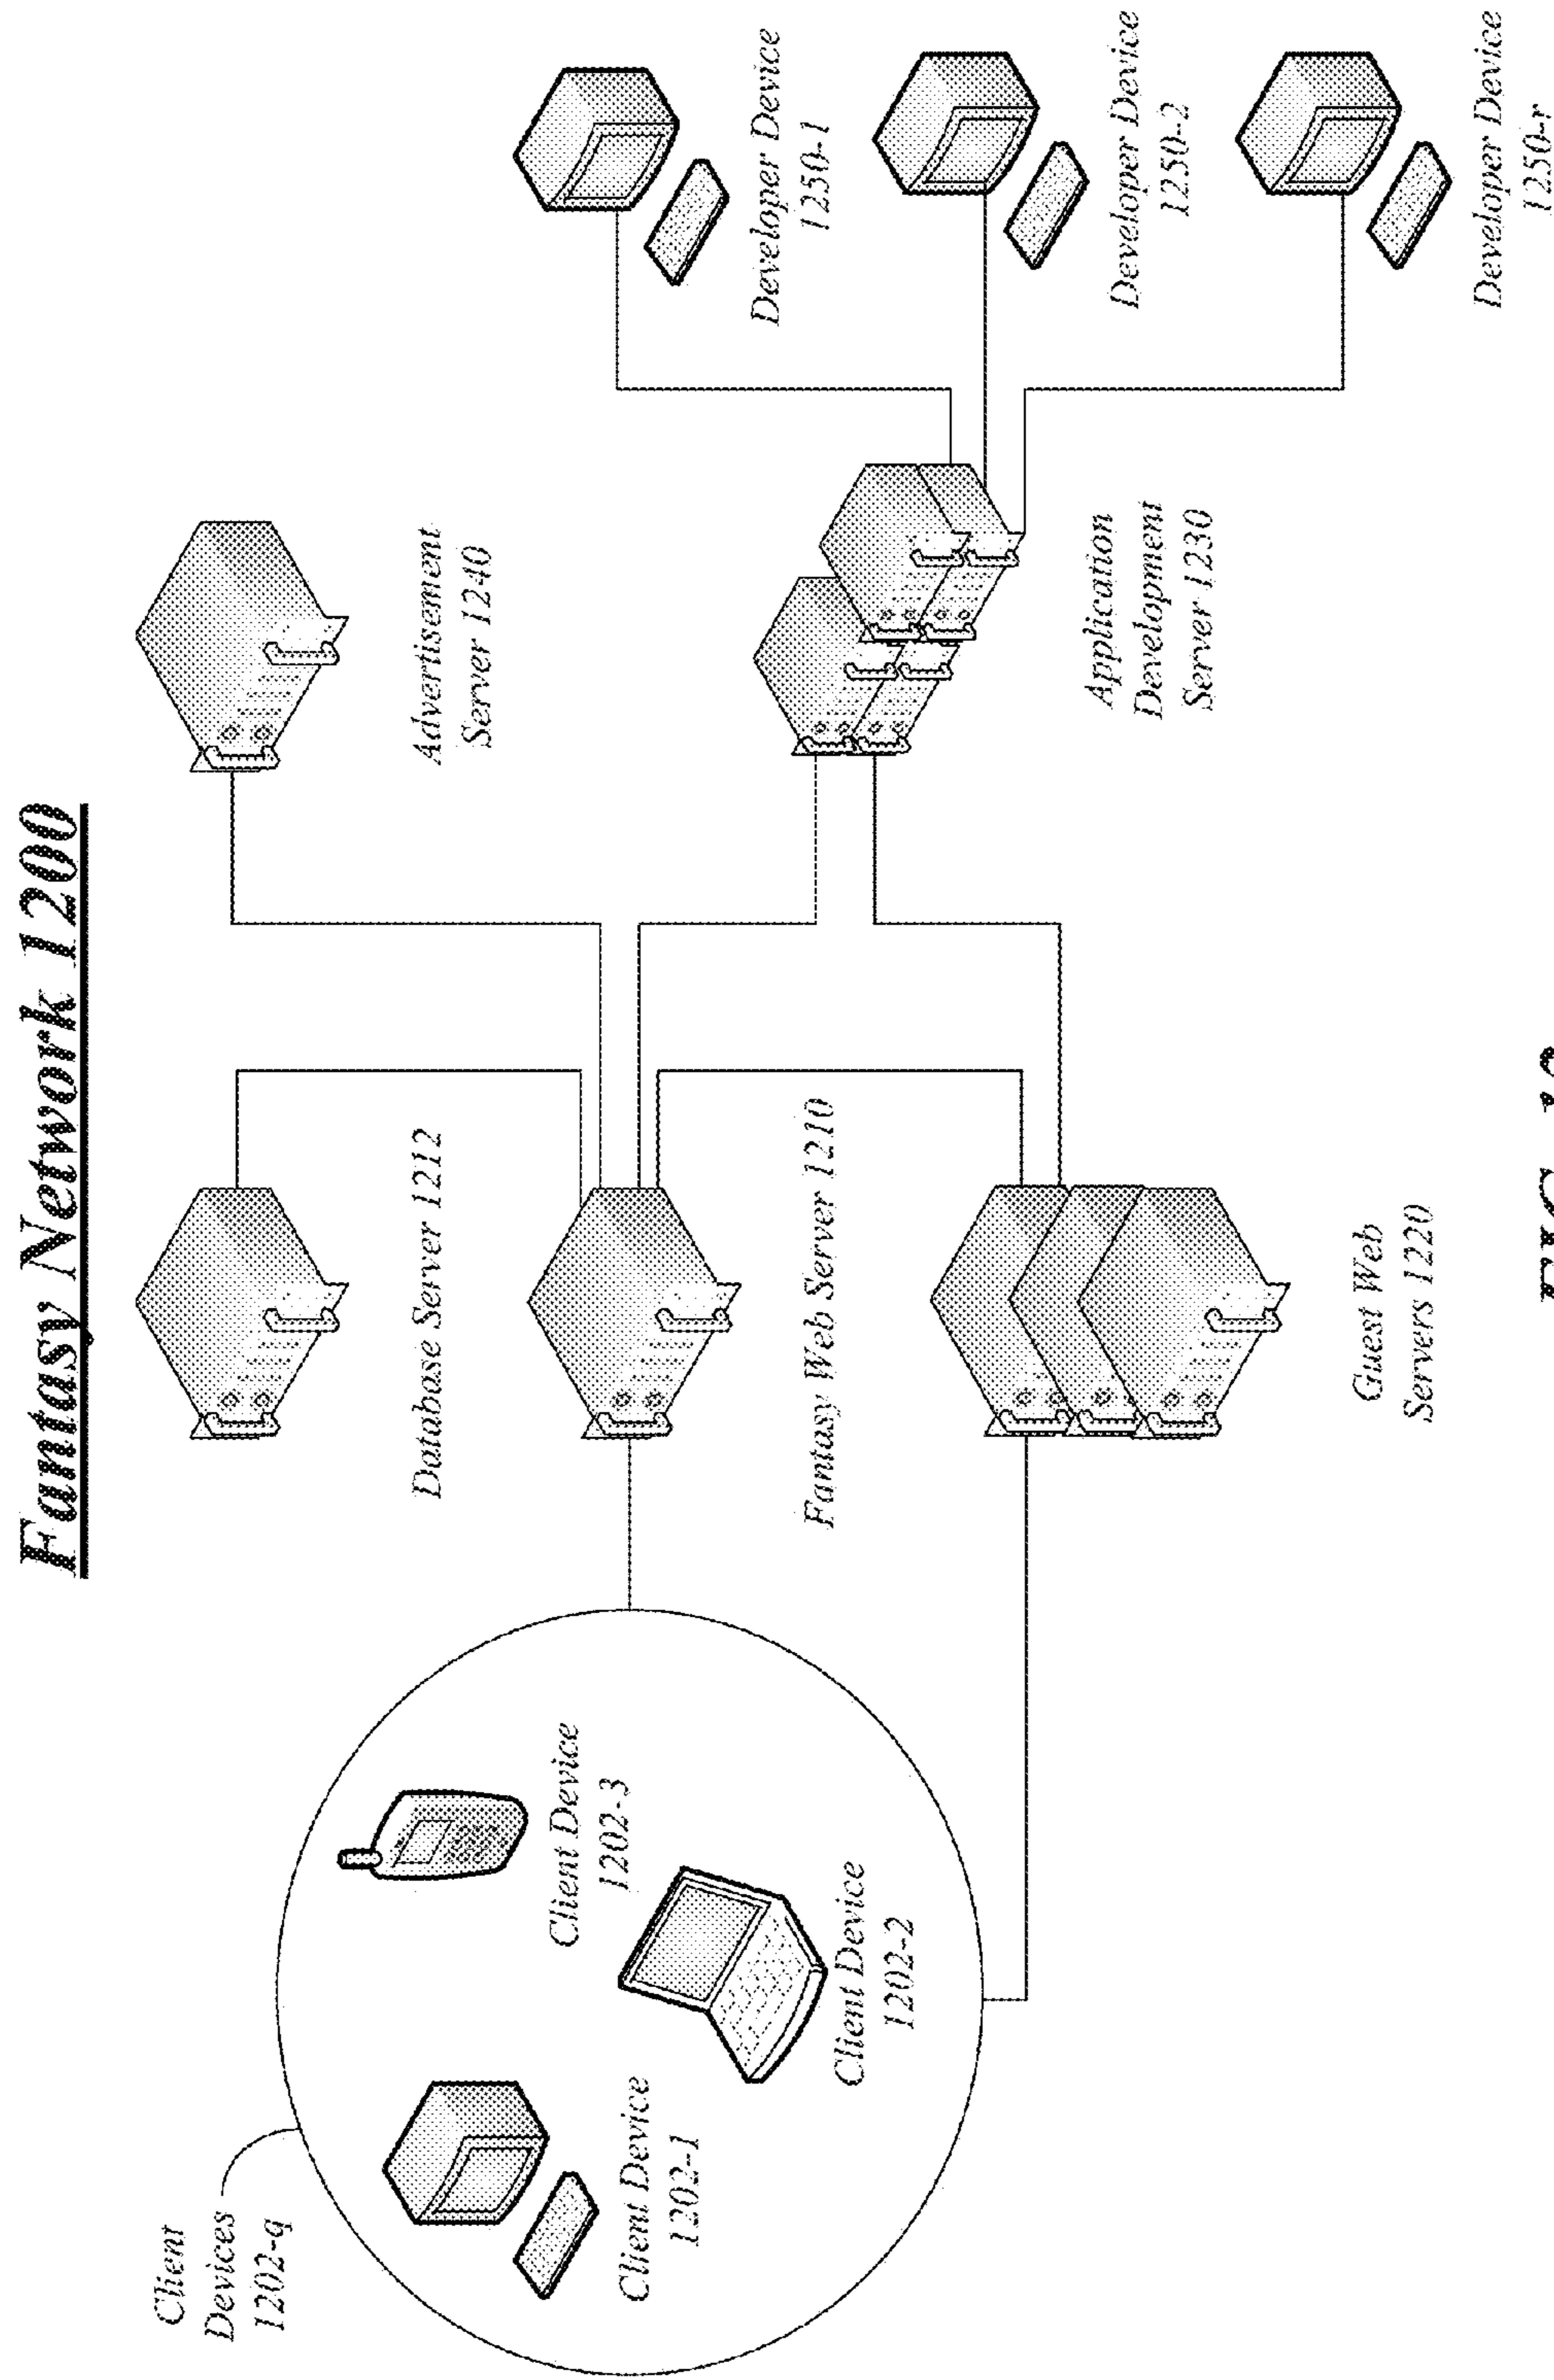 Fantasy Network 1200
Client
Devices
1202-q
Client Device
1202-1
Client Device
1202-2
Client Device
1202-3
Database Server 1212
Fantasy Web Server 1210
Guest Web
Servers 1220
Advertisement
Server 1240
Application
Development
Server 1230
Developer Device
1250-1
Developer Device
1250-2
Developer Device
1250-r